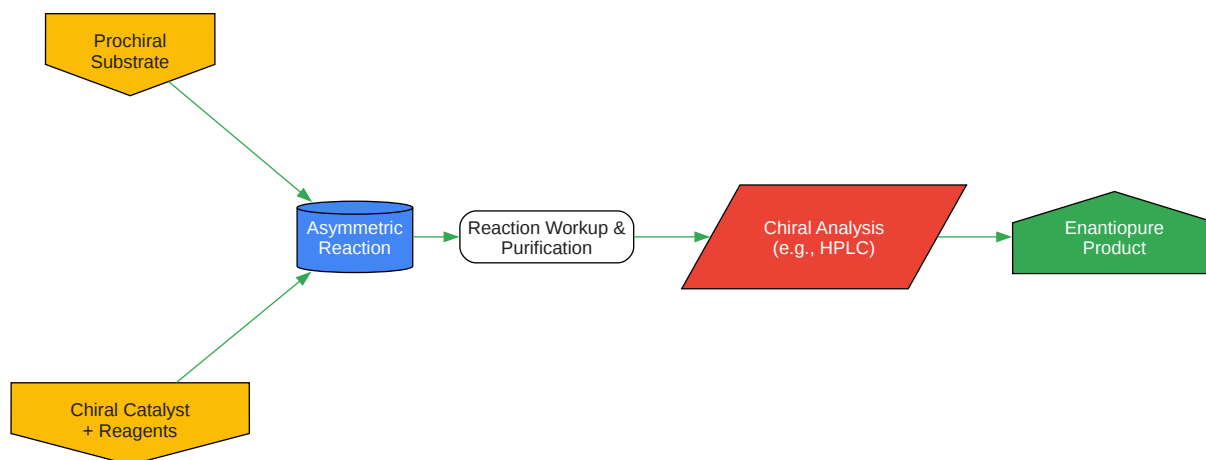 Prochiral
Substrate
Chiral Catalyst
+ Reagents
Asymmetric
Reaction
Reaction Workup &
Purification
Chiral Analysis
(e.g., HPLC)
Enantiopure
Product